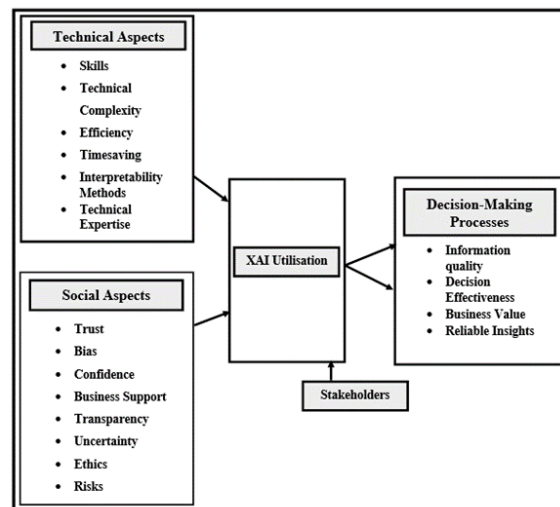 Technical Aspects
• Skills
• Technical
Complexity
• Efficiency
• Timesaving
• Interpretability
Methods
• Technical
Expertise
Social Aspects
• Trust
• Bias
• Confidence
• Business Support
• Transparency
• Uncertainty
• Ethics
• Risks
XAI Utilisation
Stakeholders
Decision-Making
Processes
• Information
quality
• Decision
Effectiveness
• Business Value
• Reliable Insights